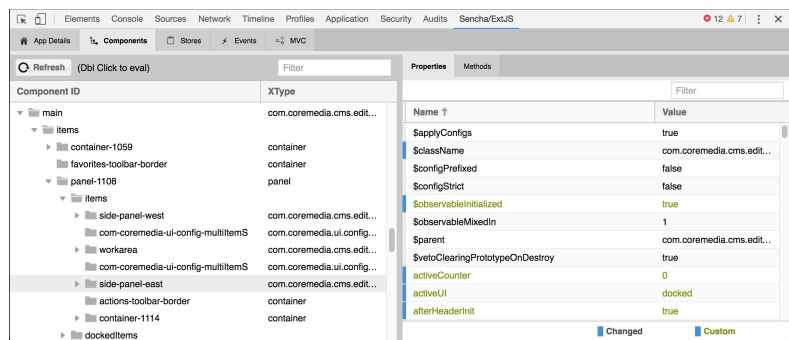 Elements Console Sources Network Timeline Profiles Application Security Audits Sencha/ExtJS 12 7
App Details Components Stores Events MVC
Refresh (Dbl Click to eval) Filter
Component ID XType
main com.coremedia.cms.edit...
items
container-1059 container
favorites-toolbar-border container
panel-1108 panel
items
side-panel-west com.coremedia.cms.edit...
com-coremedia-ui-config-multiItemS com.coremedia.ui.config...
workarea com.coremedia.cms.edit...
com-coremedia-ui-config-multiItemS com.coremedia.ui.config...
side-panel-east com.coremedia.cms.edit...
actions-toolbar-border container
container-1114 container
dockedItems
Properties Methods
Filter
Name ↑ Value
$applyConfigs true
$className com.coremedia.cms.edit...
$configPrefixed false
$configStrict false
$observableInitialized true
$observableMixedIn 1
$parent com.coremedia.cms.edit...
$vetoClearingPrototypeOnDestroy true
activeCounter 0
activeUI docked
afterHeaderInit true
Changed Custom